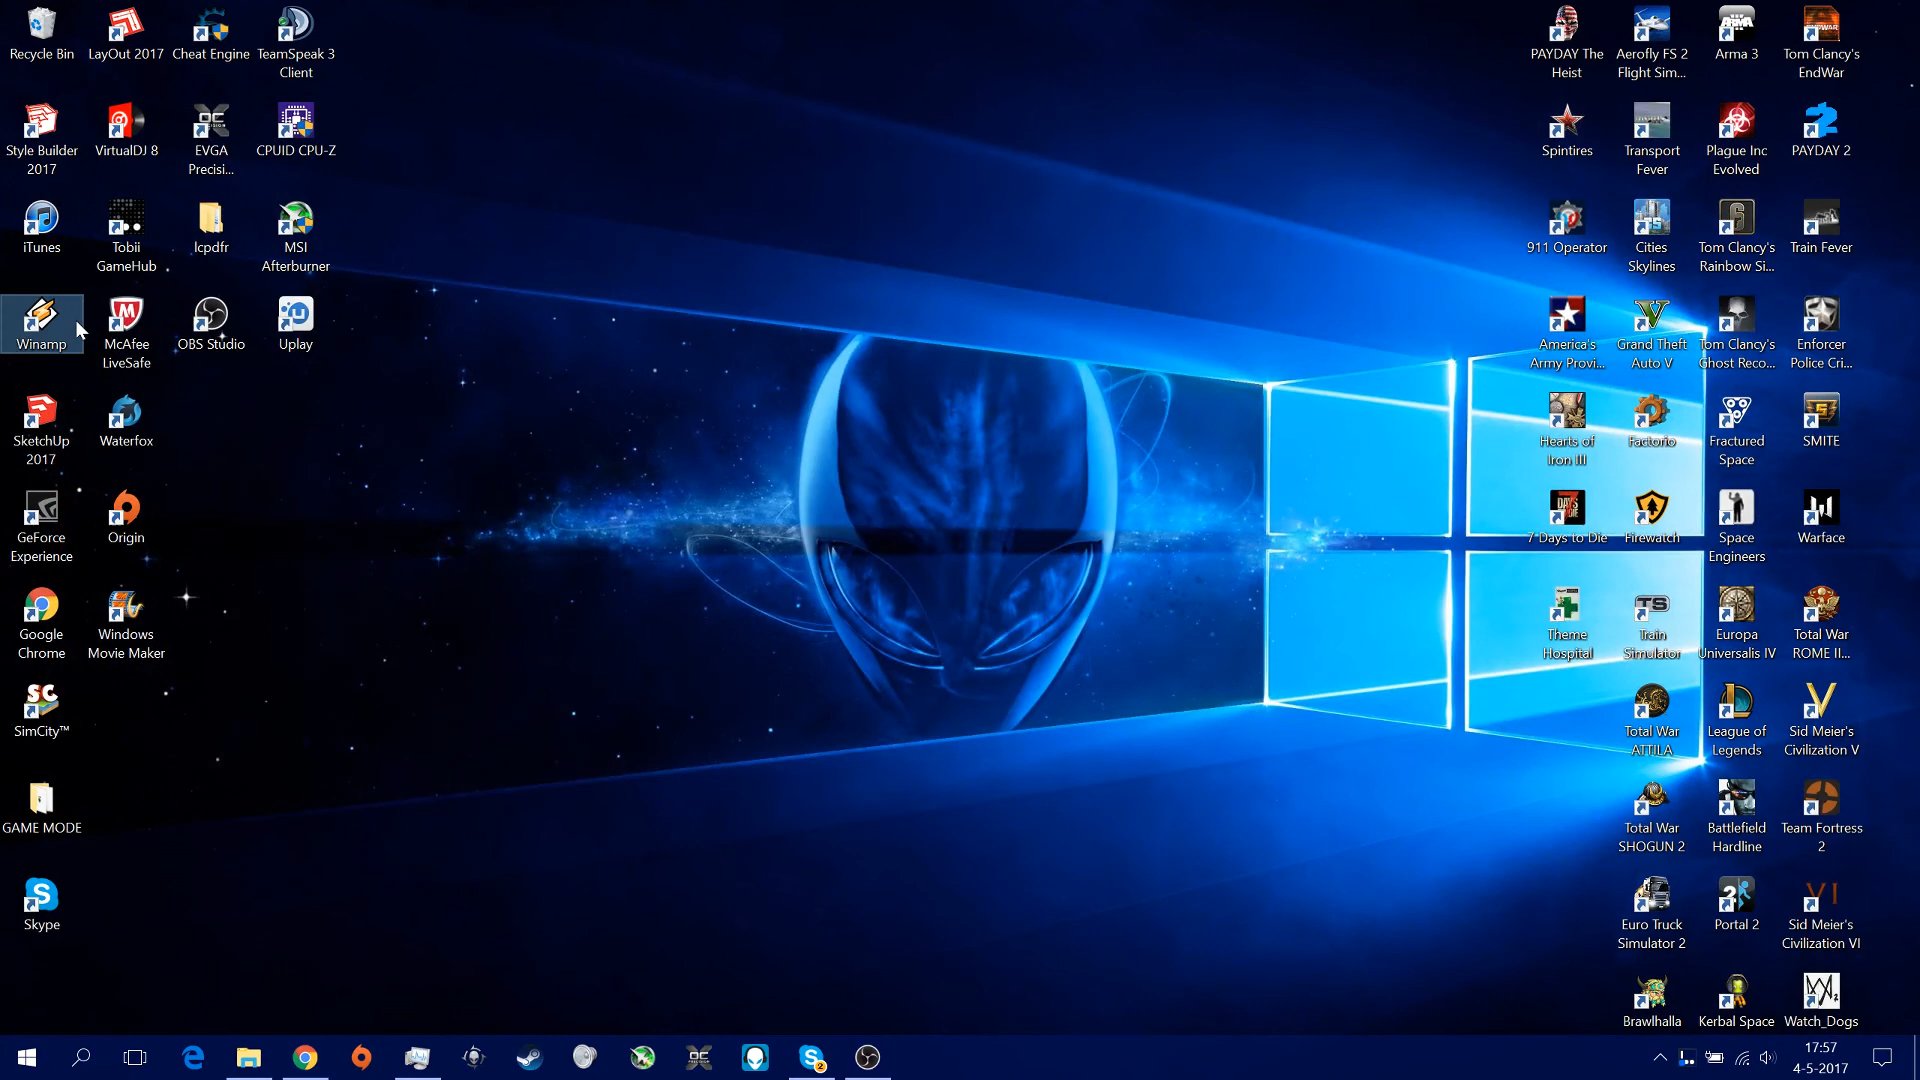 Recycle Bin
LayOut 2017
Cheat Engine
TeamSpeak 3
Client
Style Builder
2017
VirtualDJ 8
EVGA
Precisi...
CPUID CPU-Z
iTunes
Tobii
GameHub
lcpdfr
MSI
Afterburner
Winamp
McAfee
LiveSafe
OBS Studio
Uplay
SketchUp
2017
Waterfox
GeForce
Experience
Origin
Google
Chrome
Windows
Movie Maker
SimCity™
GAME MODE
Skype
PAYDAY The
Heist
Aerofly FS 2
Flight Sim...
Arma 3
Tom Clancy's
EndWar
Spintires
Transport
Fever
Plague Inc
Evolved
PAYDAY 2
911 Operator
Cities
Skylines
Tom Clancy's
Rainbow Si...
Train Fever
America's
Army Provi...
Grand Theft
Auto V
Tom Clancy's
Ghost Reco...
Enforcer
Police Cri...
Hearts of
Iron III
Factorio
Fractured
Space
SMITE
7 Days to Die
Firewatch
Space
Engineers
Warface
Theme
Hospital
Train
Simulator
Europa
Universalis IV
Total War
ROME II...
Total War
ATTILA
League of
Legends
Sid Meier's
Civilization V
Total War
SHOGUN 2
Battlefield
Hardline
Team Fortress
2
Euro Truck
Simulator 2
Portal 2
Sid Meier's
Civilization VI
Brawlhalla
Kerbal Space
Watch_Dogs
17:57
4-5-2017